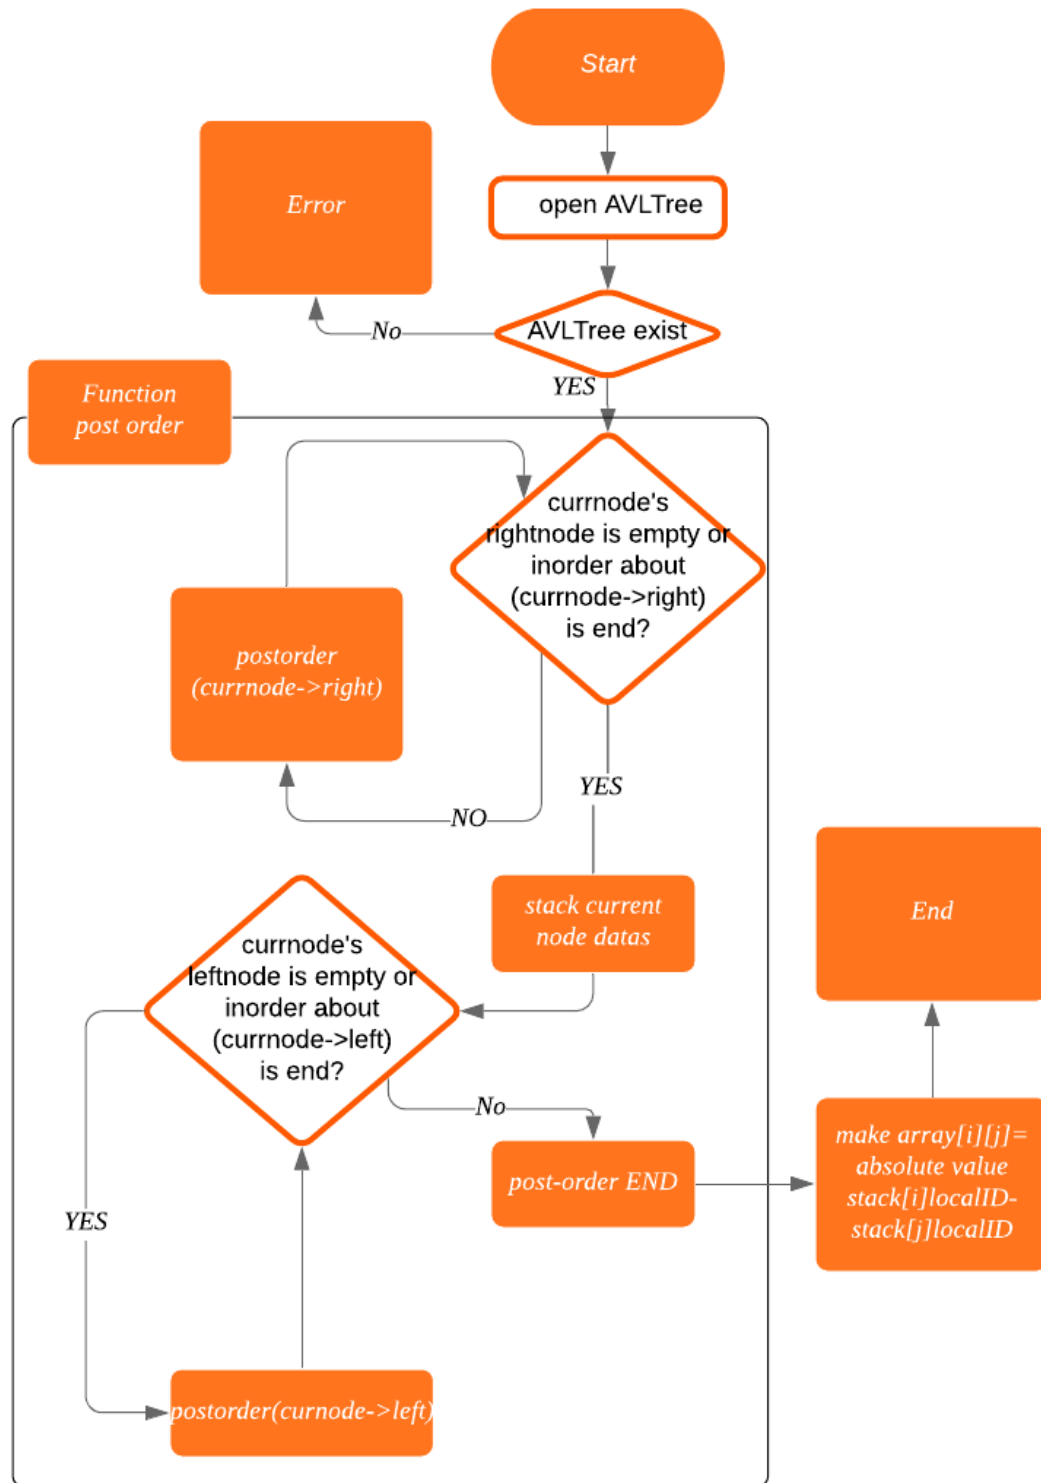 Start
open AVLTree
Error
AVLTree exist
No
YES
Function
post order
currnode's
rightnode is empty or
inorder about
(currnode->right)
is end?
postorder
(currnode->right)
NO
YES
stack current
node datas
currnode's
leftnode is empty or
inorder about
(currnode->left)
is end?
No
post-order END
YES
postorder(curnode->left)
make array[i][j]=
absolute value
stack[i]localID-
stack[j]localID
End